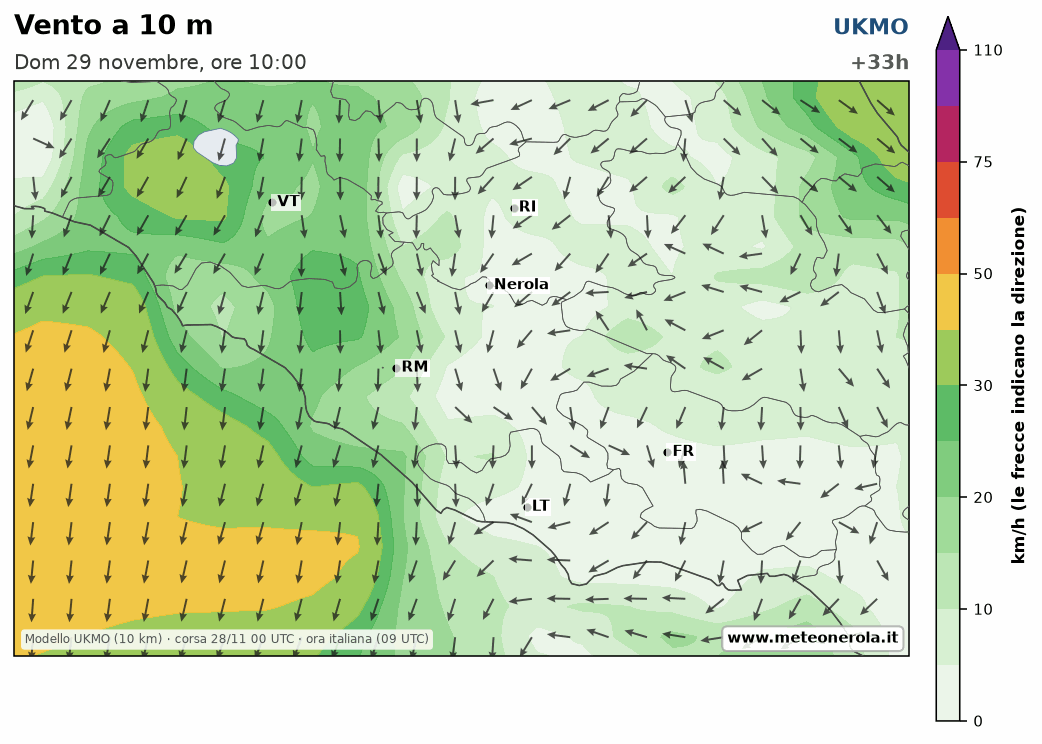 Vento a 10 m
UKMO
Dom 29 novembre, ore 10:00
+33h
VT
RI
Nerola
RM
FR
LT
Modello UKMO (10 km) · corsa 28/11 00 UTC · ora italiana (09 UTC)
www.meteonerola.it
110
75
50
30
20
10
0
km/h (le frecce indicano la direzione)